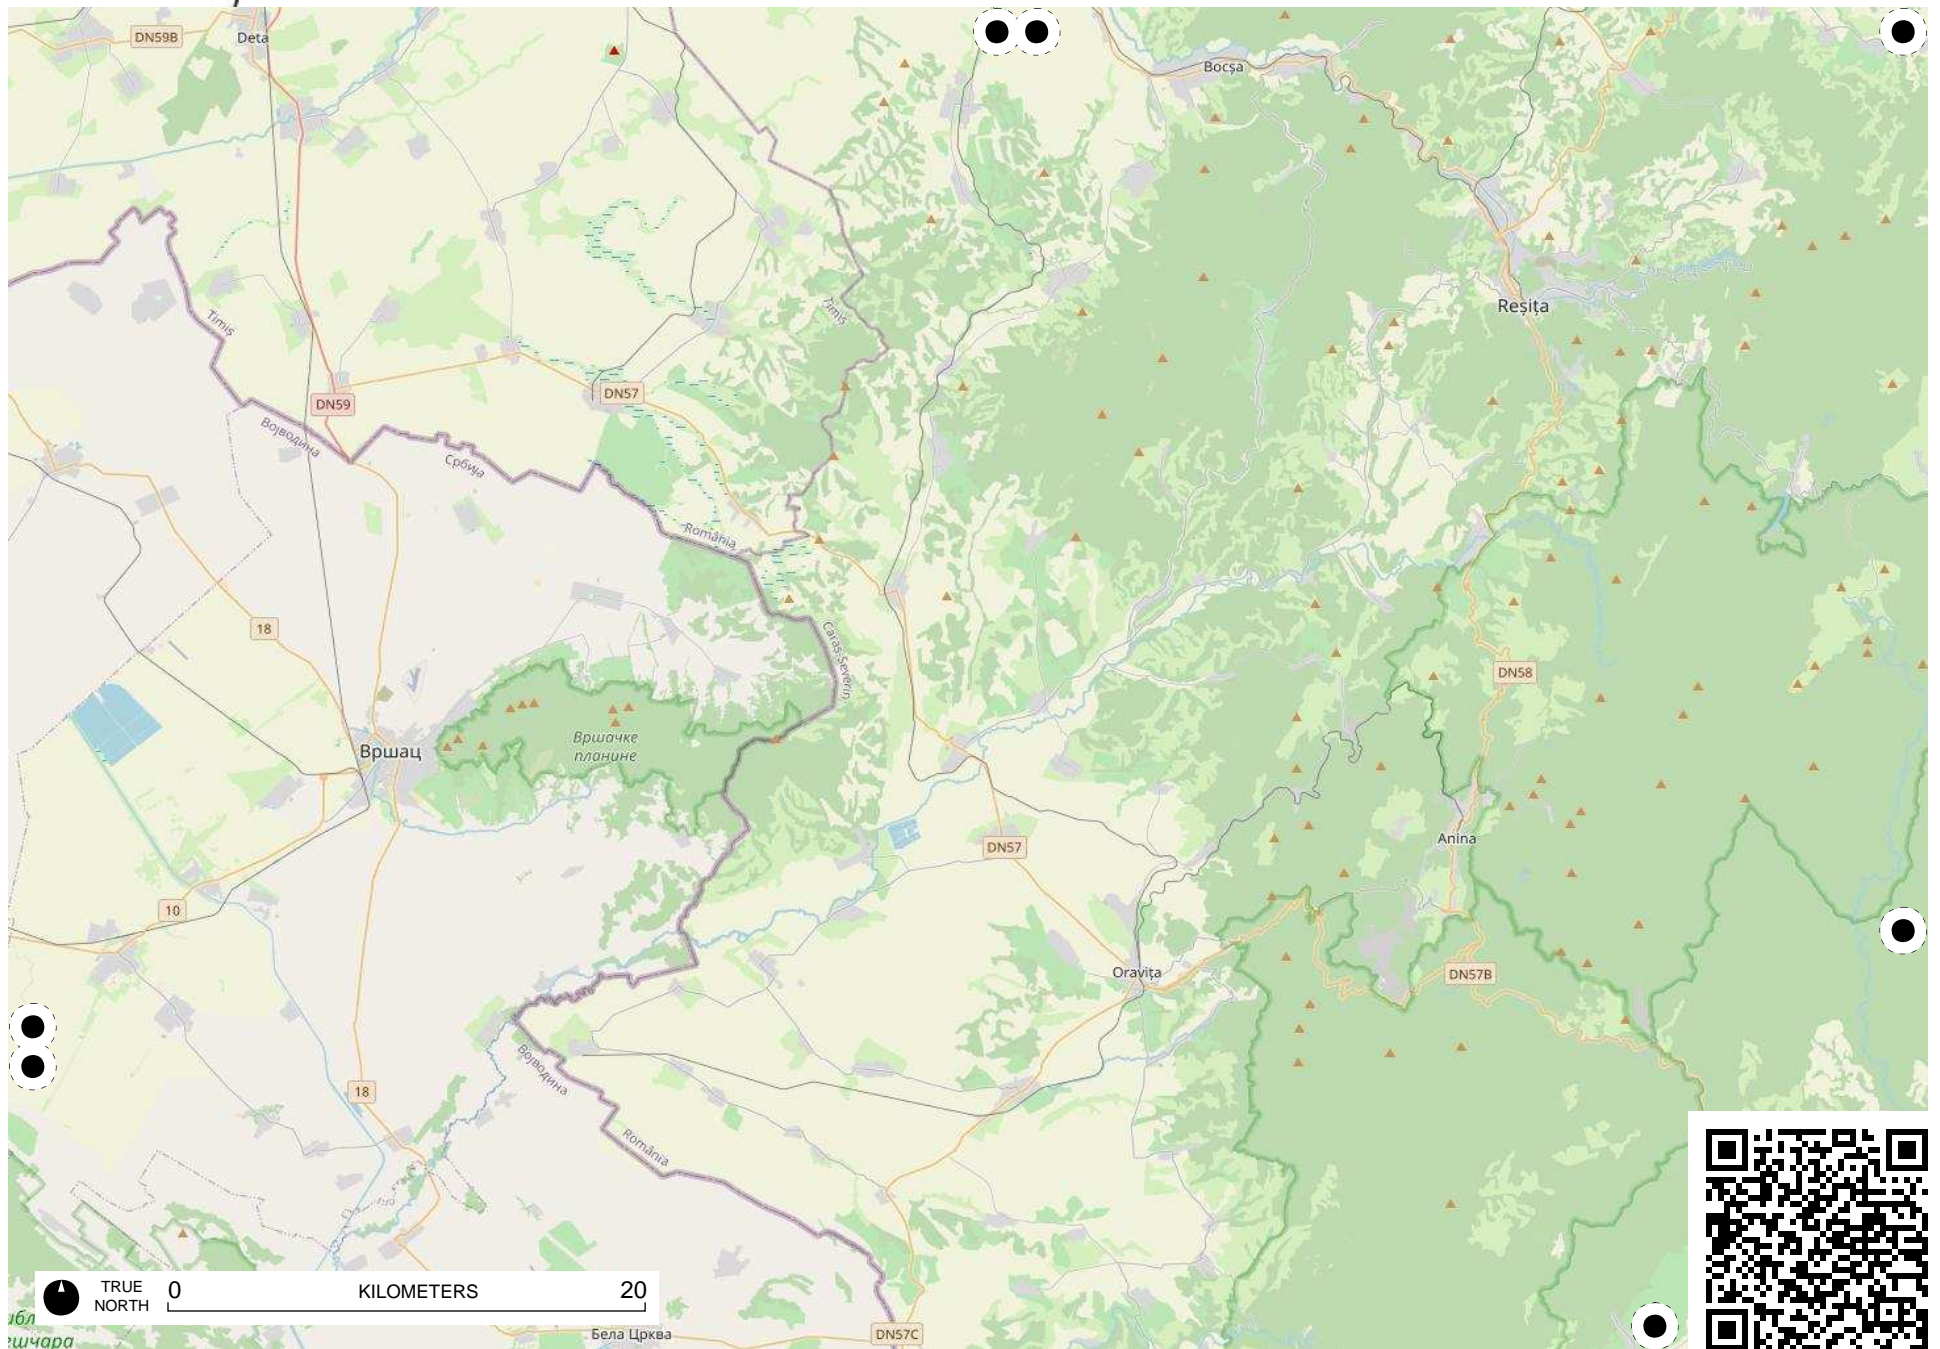 DN59B
Deta
Bocșa
Timiș
Reșița
Timiș
DN57
DN59
Војводина
Србија
România
18
Caraș-Severin
DN58
Вршац
Вршачке
планине
Anina
DN57
10
Oravița
DN57B
Војводина
18
România
TRUE
NORTH
0
KILOMETERS
20
Бела Црква
DN57C